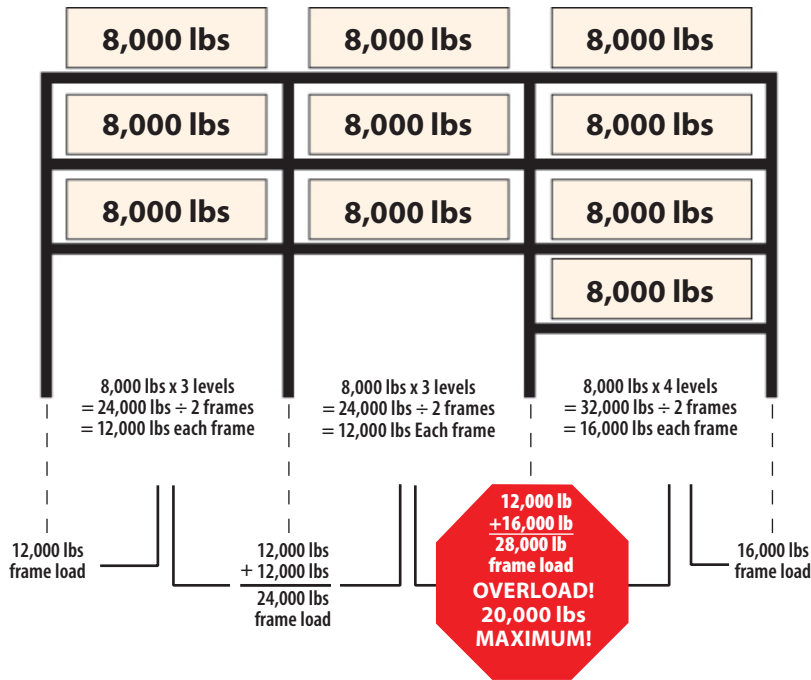 8,000 lbs
8,000 lbs
8,000 lbs
8,000 lbs
8,000 lbs
8,000 lbs
8,000 lbs
8,000 lbs
8,000 lbs
8,000 lbs
8,000 lbs x 3 levels
= 24,000 lbs ÷ 2 frames
= 12,000 lbs each frame
8,000 lbs x 3 levels
= 24,000 lbs ÷ 2 frames
= 12,000 lbs Each frame
8,000 lbs x 4 levels
= 32,000 lbs ÷ 2 frames
= 16,000 lbs each frame
12,000 lbs
frame load
12,000 lbs
+ 12,000 lbs
24,000 lbs
frame load
12,000 lb
+16,000 lb
28,000 lb
frame load
OVERLOAD!
20,000 lbs
MAXIMUM!
16,000 lbs
frame load